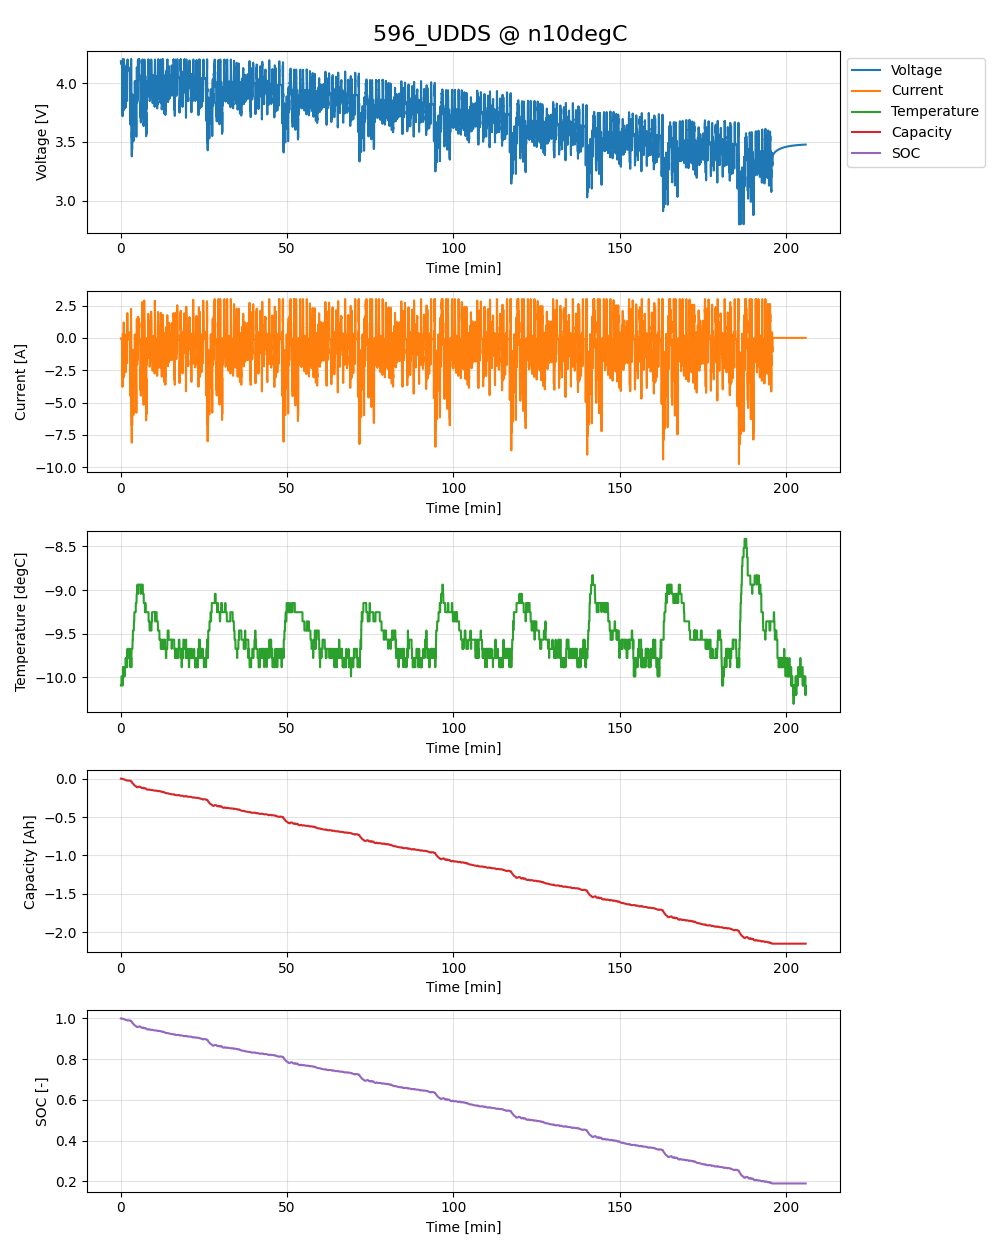 596_UDDS @ n10degC
Voltage
Current
Temperature
Capacity
SOC
Voltage [V]
4.0
3.5
3.0
0 50 100 150 200
Time [min]
Current [A]
2.5
0.0
−2.5
−5.0
−7.5
−10.0
0 50 100 150 200
Time [min]
Temperature [degC]
−8.5
−9.0
−9.5
−10.0
0 50 100 150 200
Time [min]
Capacity [Ah]
0.0
−0.5
−1.0
−1.5
−2.0
0 50 100 150 200
Time [min]
SOC [-]
1.0
0.8
0.6
0.4
0.2
0 50 100 150 200
Time [min]